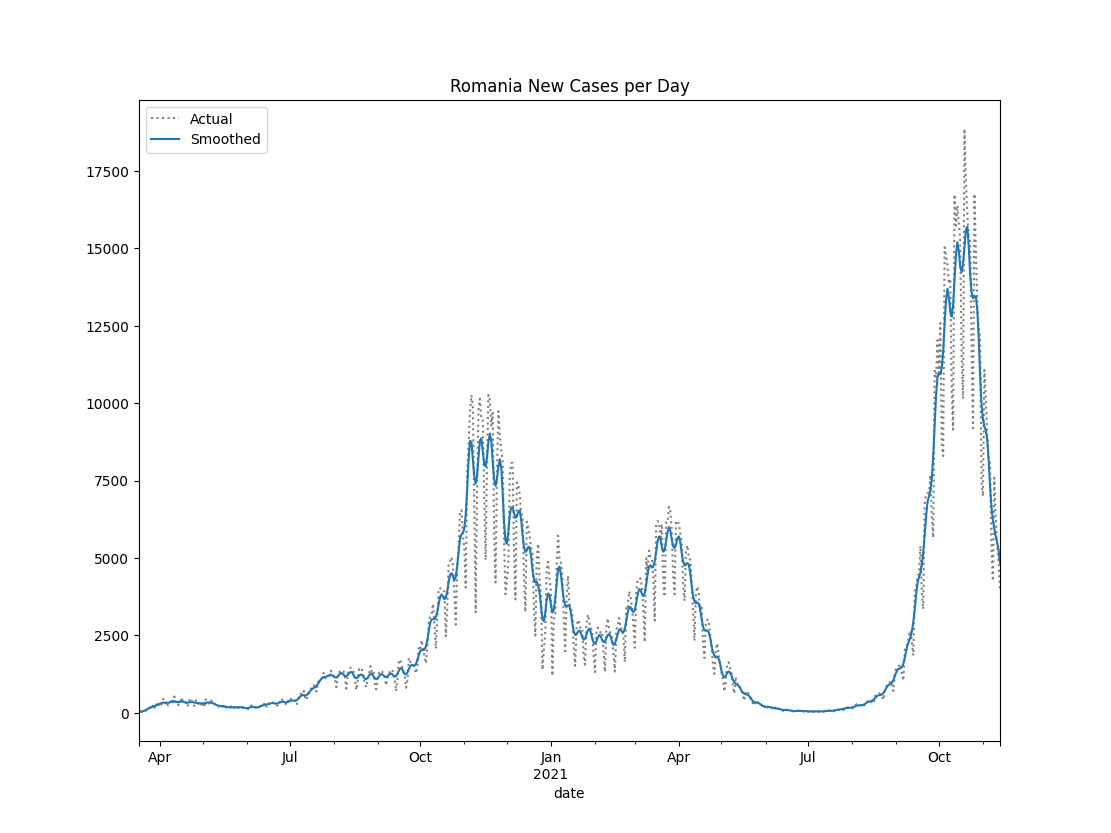 Romania New Cases per Day
Actual
Smoothed
17500
15000
12500
10000
7500
5000
2500
0
Apr Jul Oct Jan Apr Jul Oct
2021
date